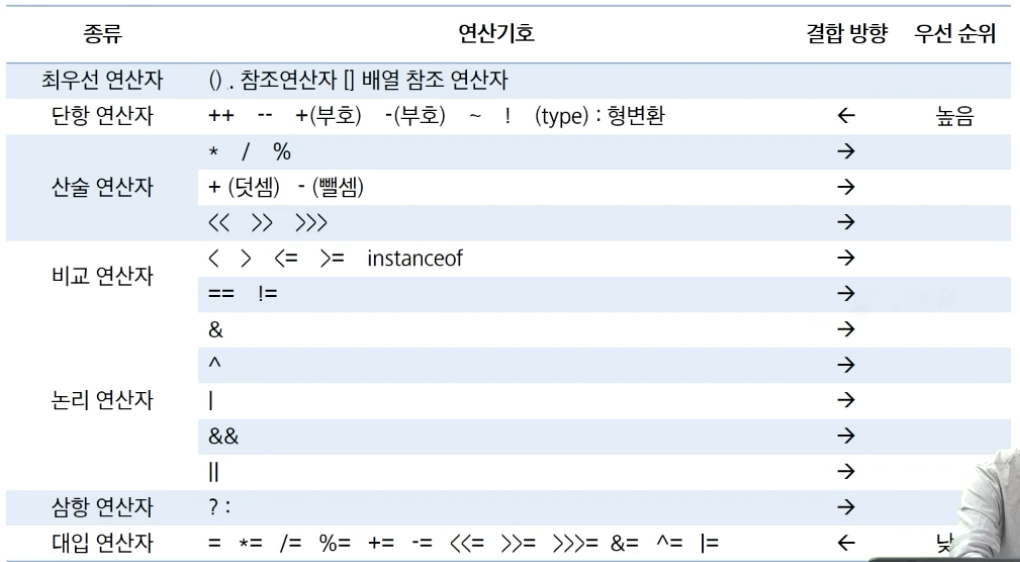 종류 연산기호 결합 방향 우선 순위
최우선 연산자 () . 참조연산자 [] 배열 참조 연산자
단항 연산자 ++ -- +(부호) -(부호) ~ ! (type) : 형변환 ← 높음
* / % →
산술 연산자 + (덧셈) - (뺄셈) →
<< >> >>> →
비교 연산자 < > <= >= instanceof →
== != →
& →
^ →
논리 연산자 | →
&& →
|| →
삼항 연산자 ? : →
대입 연산자 = *= /= %= += -= <<= >>= >>>= &= ^= |= ←